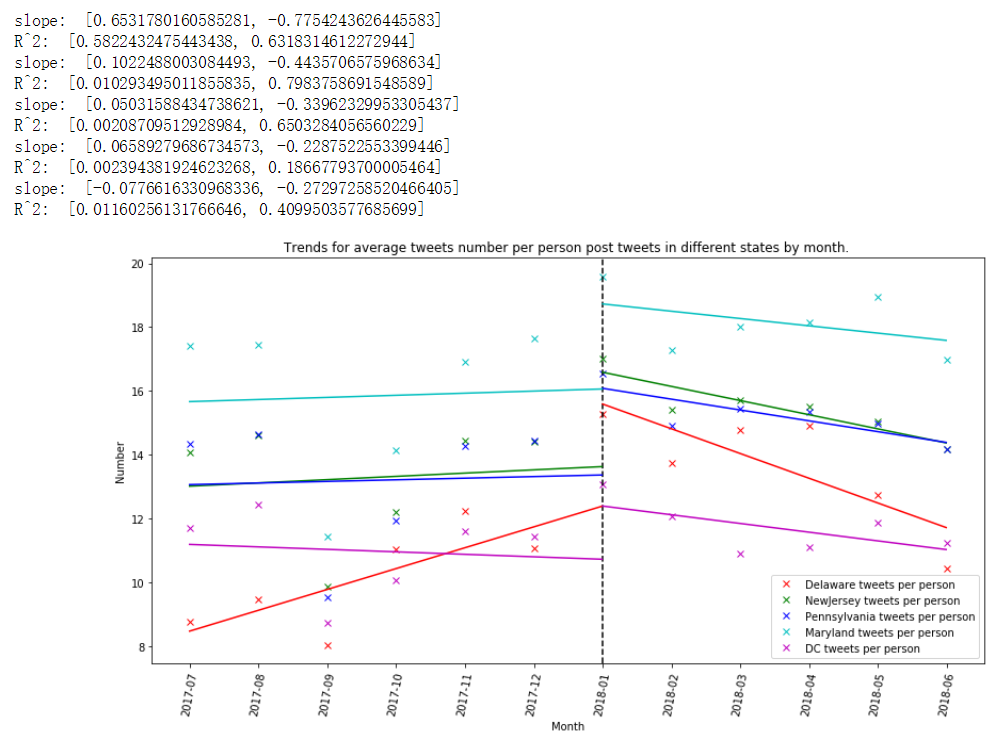 slope:  [0.6531780160585281, -0.7754243626445583]
R^2:  [0.5822432475443438, 0.6318314612272944]
slope:  [0.1022488003084493, -0.4435706575968634]
R^2:  [0.010293495011855835, 0.7983758691548589]
slope:  [0.05031588434738621, -0.33962329953305437]
R^2:  [0.00208709512928984, 0.6503284056560229]
slope:  [0.06589279686734573, -0.2287522553399446]
R^2:  [0.002394381924623268, 0.18667793700005464]
slope:  [-0.0776616330968336, -0.27297258520466405]
R^2:  [0.01160256131766646, 0.4099503577685699]
Trends for average tweets number per person post tweets in different states by month.
20
18
16
14
12
10
8
Number
Delaware tweets per person
NewJersey tweets per person
Pennsylvania tweets per person
Maryland tweets per person
DC tweets per person
2017-07
2017-08
2017-09
2017-10
2017-11
2017-12
2018-01
2018-02
2018-03
2018-04
2018-05
2018-06
Month